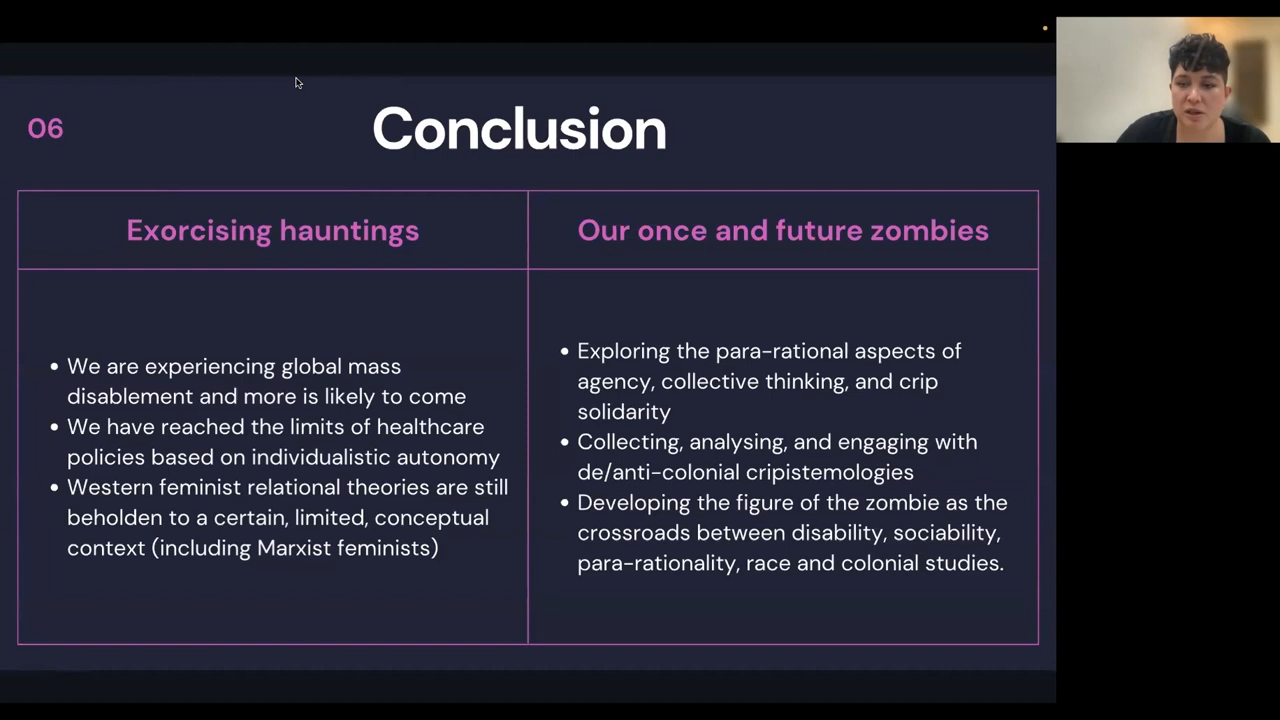 06
Conclusion
Exorcising hauntings
We are experiencing global mass
disablement and more is likely to come
We have reached the limits of healthcare
policies based on individualistic autonomy
Western feminist relational theories are still
beholden to a certain, limited, conceptual
context (including Marxist feminists)
Our once and future zombies
Exploring the para-rational aspects of
agency, collective thinking, and crip
solidarity
Collecting, analysing, and engaging with
de/anti-colonial cripistemologies
Developing the figure of the zombie as the
crossroads between disability, sociability,
para-rationality, race and colonial studies.